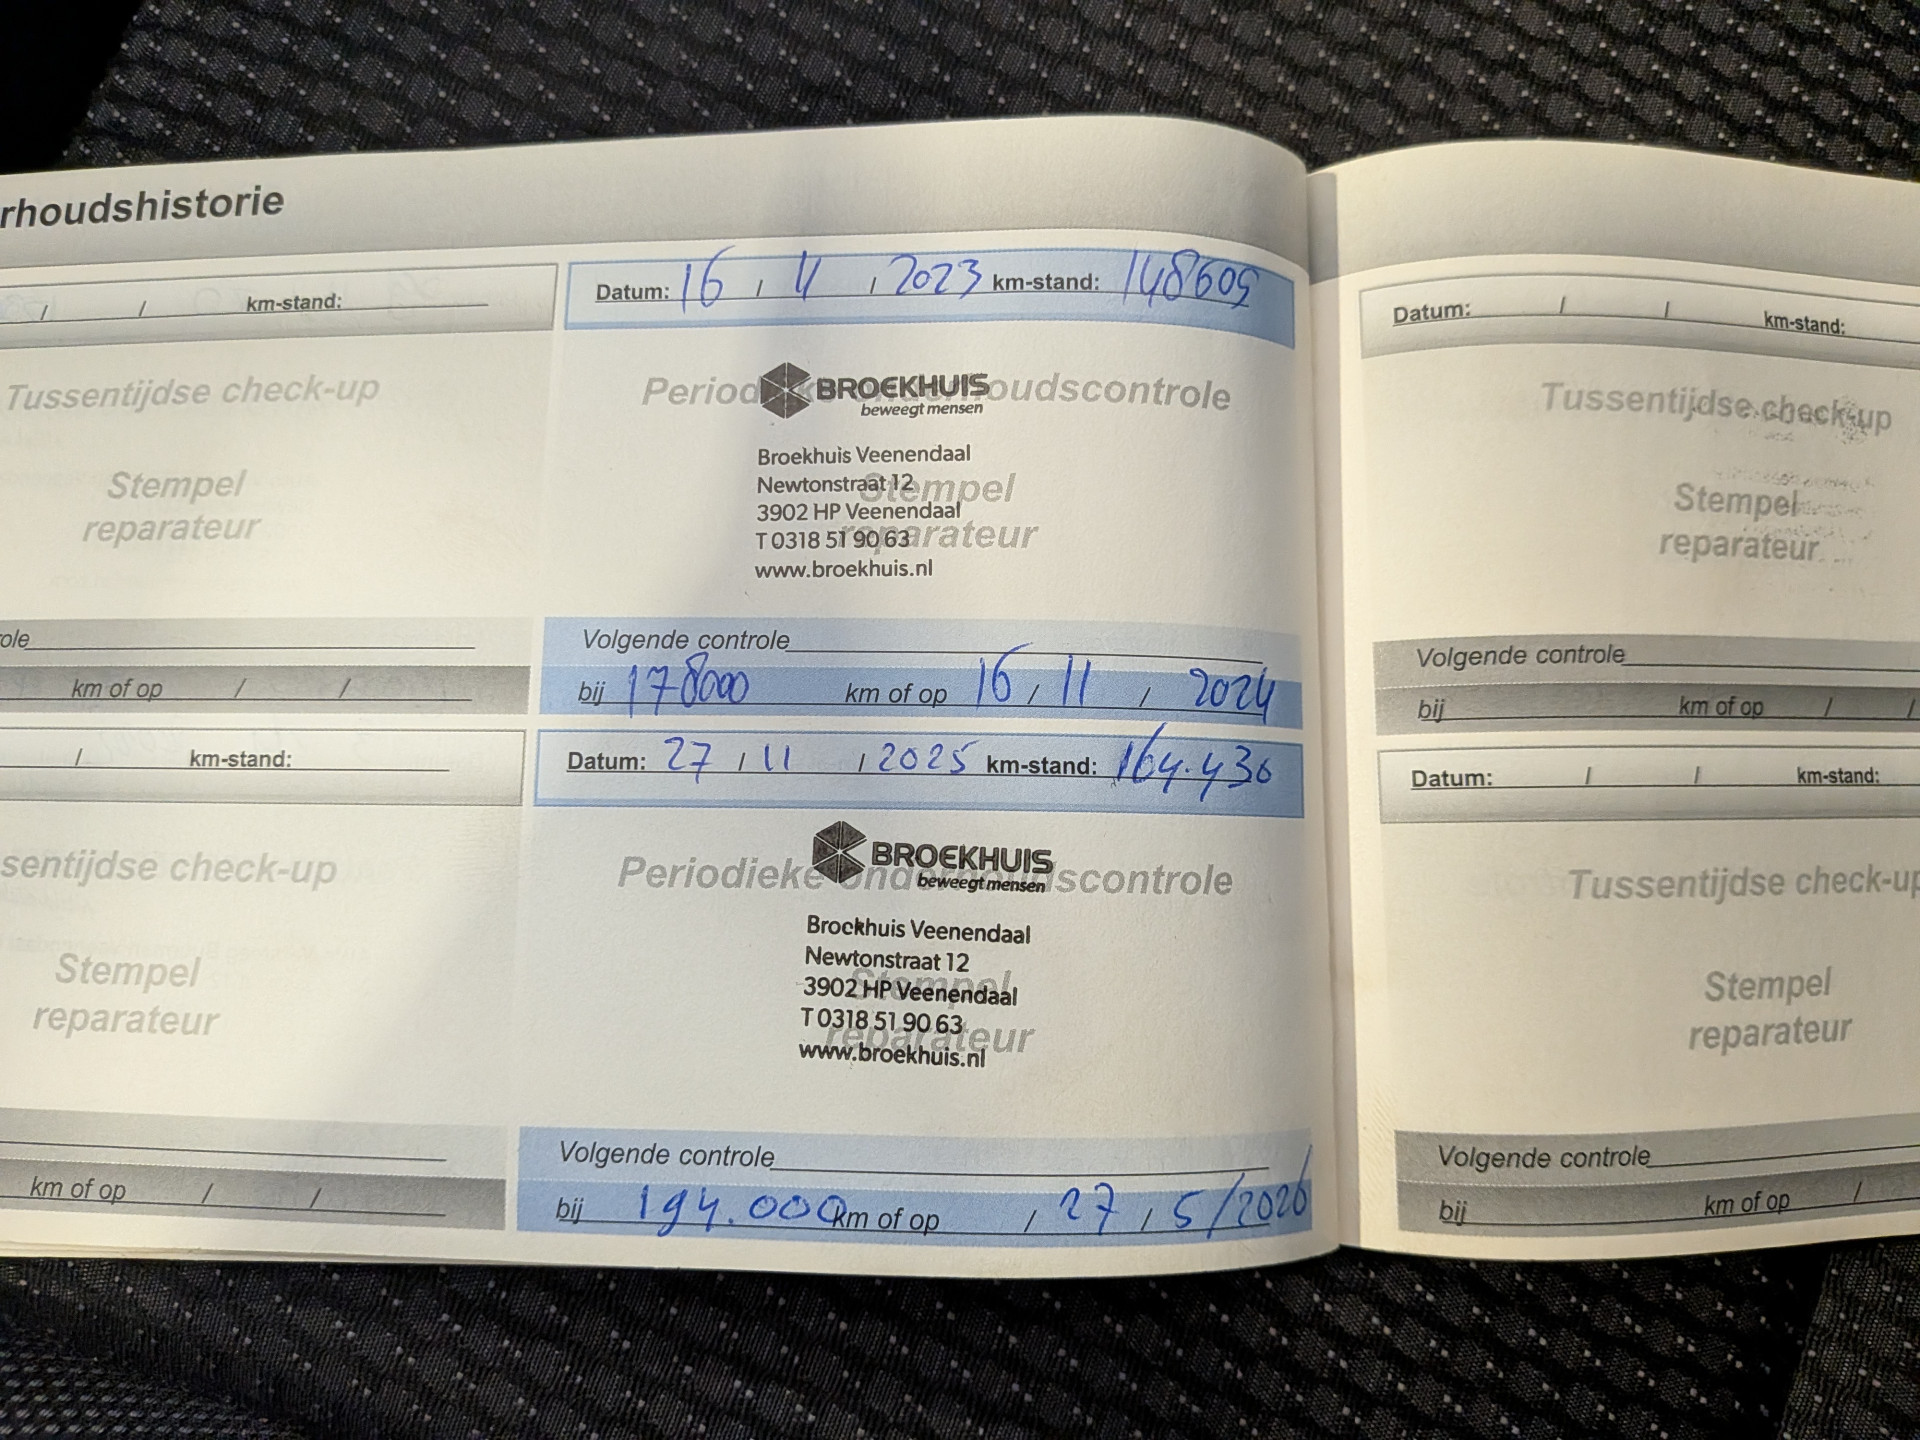 rhoudshistorie
/ / km-stand:
Tussentijdse check-up
Stempel
reparateur
ole
km of op / /
/ km-stand:
sentijdse check-up
Stempel
reparateur
km of op / /
Datum: 16 / 11 / 2023 km-stand: 148609
Periodieke onderhoudscontrole
BROEKHUIS
beweegt mensen
Broekhuis Veenendaal
Newtonstraat 12
3902 HP Veenendaal
T 0318 51 90 63
www.broekhuis.nl
Stempel
reparateur
Volgende controle
bij 178000 km of op 16 / 11 / 2024
Datum: 27 / 11 / 2025 km-stand: 164.436
Periodieke onderhoudscontrole
BROEKHUIS
beweegt mensen
Broekhuis Veenendaal
Newtonstraat 12
3902 HP Veenendaal
T 0318 51 90 63
www.broekhuis.nl
Stempel
reparateur
Volgende controle
bij 194.000 km of op / 27 / 5/2026
Datum: / / km-stand:
Tussentijdse check-up
Stempel
reparateur
Volgende controle
bij km of op / /
Datum: / / km-stand:
Tussentijdse check-up
Stempel
reparateur
Volgende controle
bij km of op /